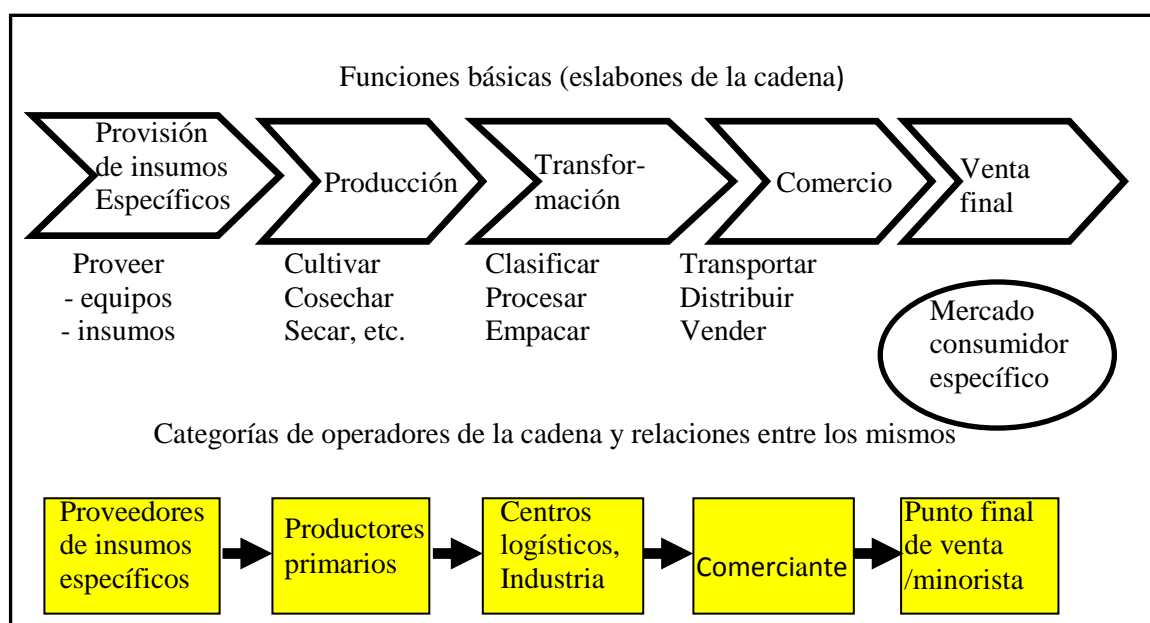 Funciones básicas (eslabones de la cadena)
Provisión
de insumos
Específicos
Producción
Transfor-
mación
Comercio
Venta
final
Proveer
- equipos
- insumos
Cultivar
Cosechar
Secar, etc.
Clasificar
Procesar
Empacar
Transportar
Distribuir
Vender
Mercado
consumidor
específico
Categorías de operadores de la cadena y relaciones entre los mismos
Proveedores
de insumos
específicos
Productores
primarios
Centros
logísticos,
Industria
Comerciante
Punto final
de venta
/minorista